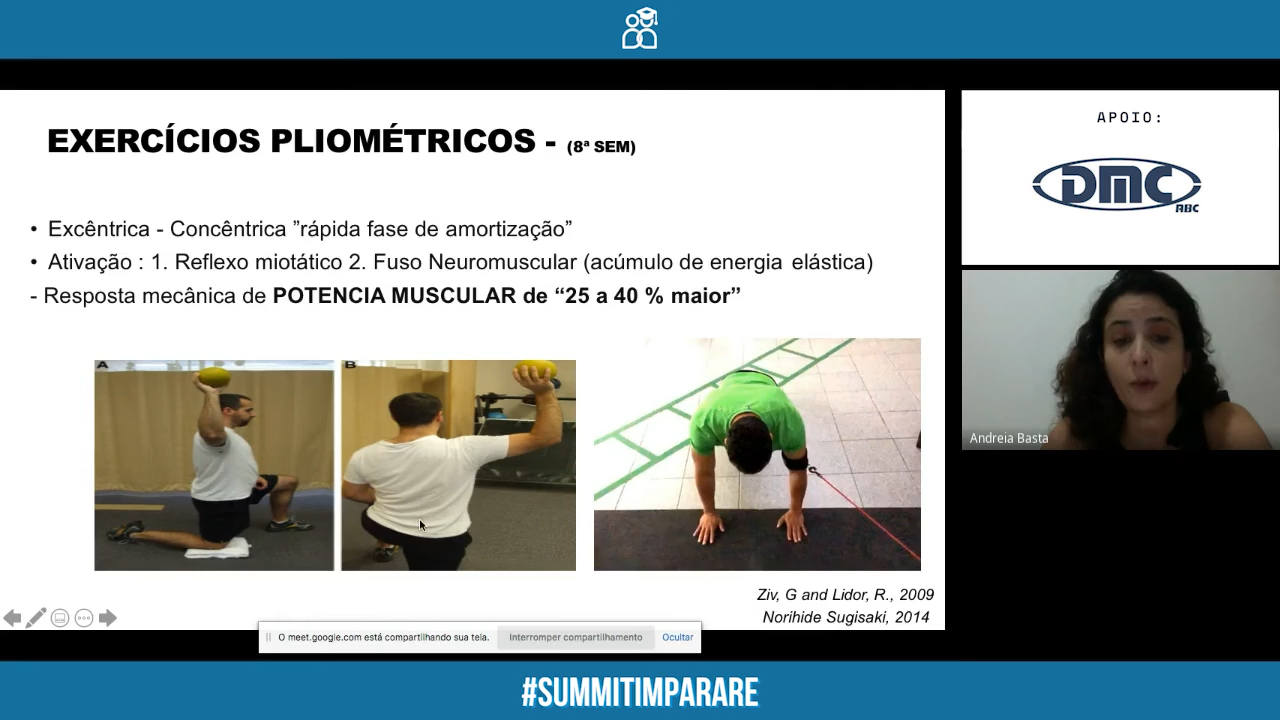 EXERCÍCIOS PLIOMÉTRICOS - (8ª SEM)
• Excêntrica - Concêntrica ”rápida fase de amortização”
• Ativação : 1. Reflexo miotático 2. Fuso Neuromuscular (acúmulo de energia elástica)
- Resposta mecânica de POTENCIA MUSCULAR de “25 a 40 % maior”
A
B
Ziv, G and Lidor, R., 2009
Norihide Sugisaki, 2014
O meet.google.com está compartilhando sua tela.
Interromper compartilhamento
Ocultar
APOIO:
DMC
ABC
Andreia Basta
#SUMMITIMPARARE